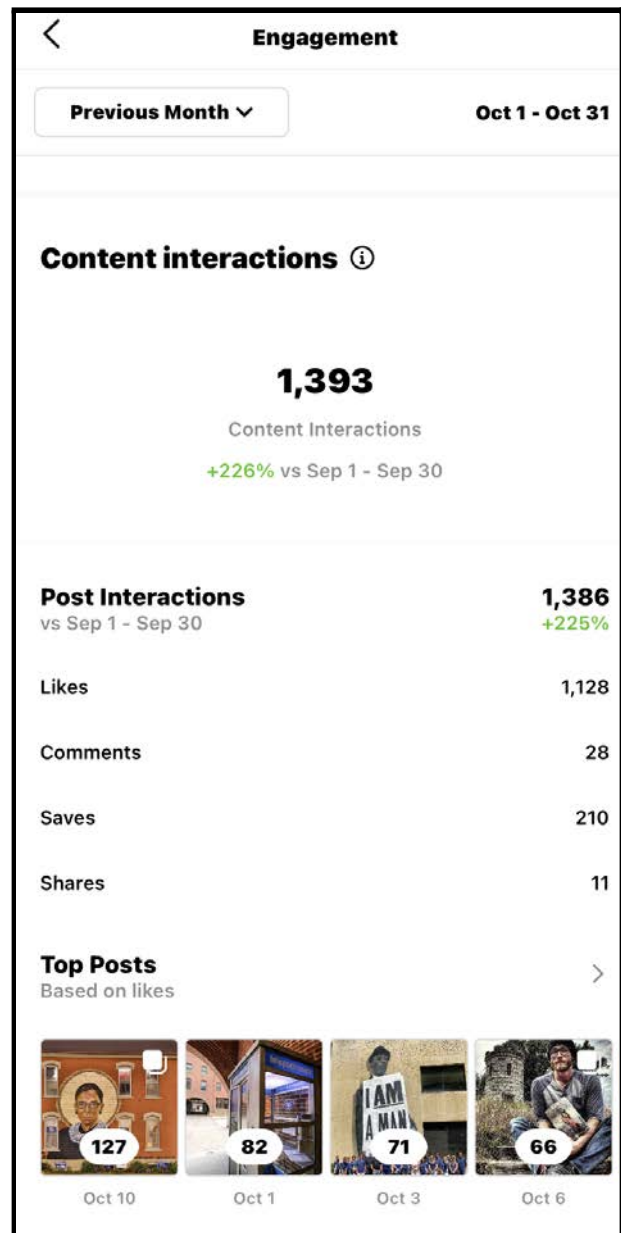 Engagement
Previous Month
Oct 1 - Oct 31
Content interactions
1,393
Content Interactions
+226% vs Sep 1 - Sep 30
Post Interactions 1,386
vs Sep 1 - Sep 30 +225%
Likes 1,128
Comments 28
Saves 210
Shares 11
Top Posts
Based on likes
I AM
A MAN
127 82 71 66
Oct 10 Oct 1 Oct 3 Oct 6